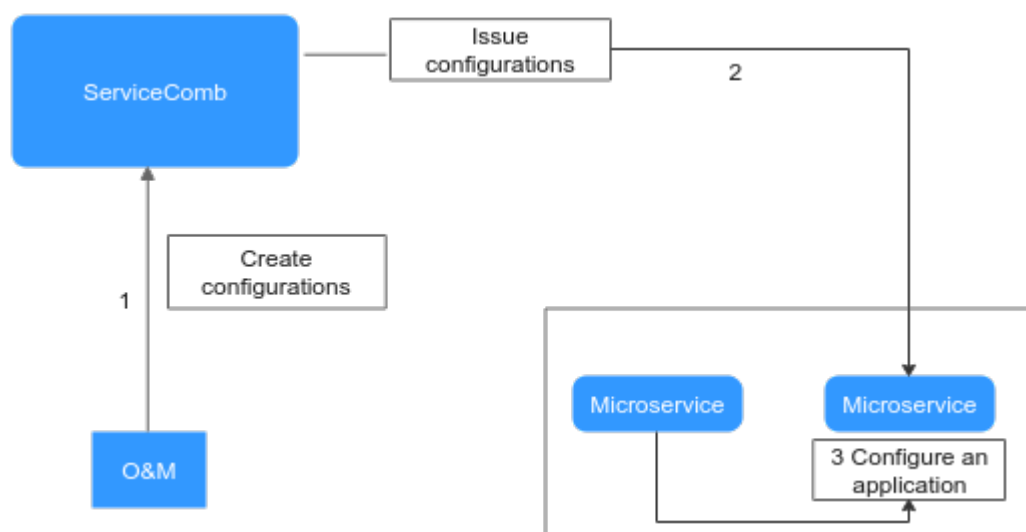 ServiceComb
Issue
configurations
2
Create
configurations
1
Microservice
Microservice
3 Configure an
application
O&M